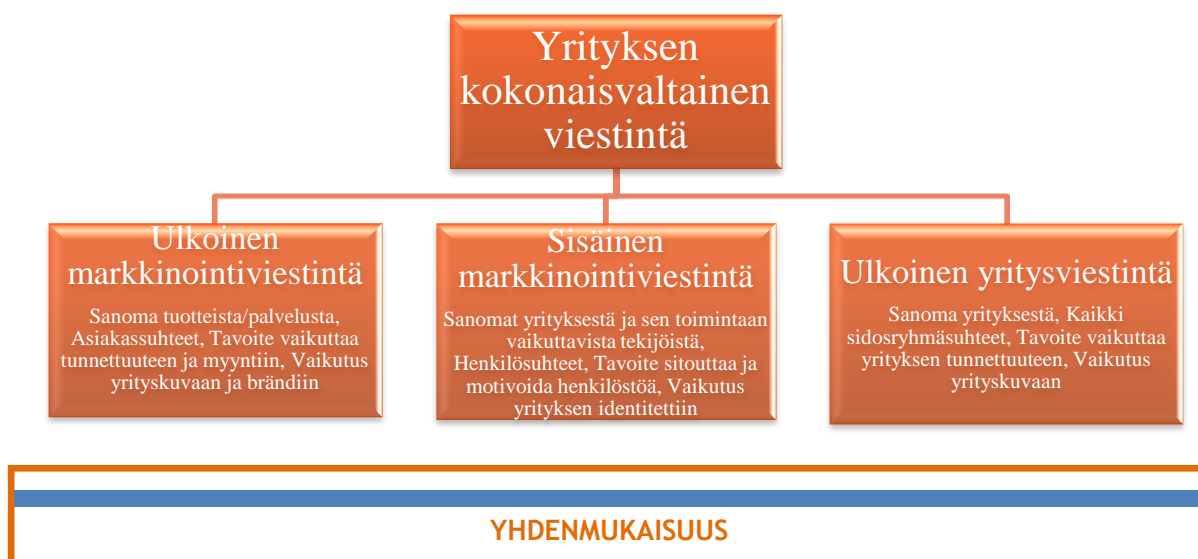 Yrityksen
kokonaisvaltainen
viestintä
Ulkoinen
markkinointiviestintä
Sanoma tuotteista/palvelusta,
Asiakassuhteet, Tavoite vaikuttaa
tunnettuuteen ja myyntiin, Vaikutus
yrityskuvaan ja brändiin
Sisäinen
markkinointiviestintä
Sanomat yrityksestä ja sen toimintaan
vaikuttavista tekijöistä,
Henkilösuhteet, Tavoite sitouttaa ja
motivoida henkilöstöä, Vaikutus
yrityksen identitettiin
Ulkoinen yritysviestintä
Sanoma yrityksestä, Kaikki
sidosryhmäsuhteet, Tavoite vaikuttaa
yrityksen tunnettuuteen, Vaikutus
yrityskuvaan
YHDENMUKAISUUS